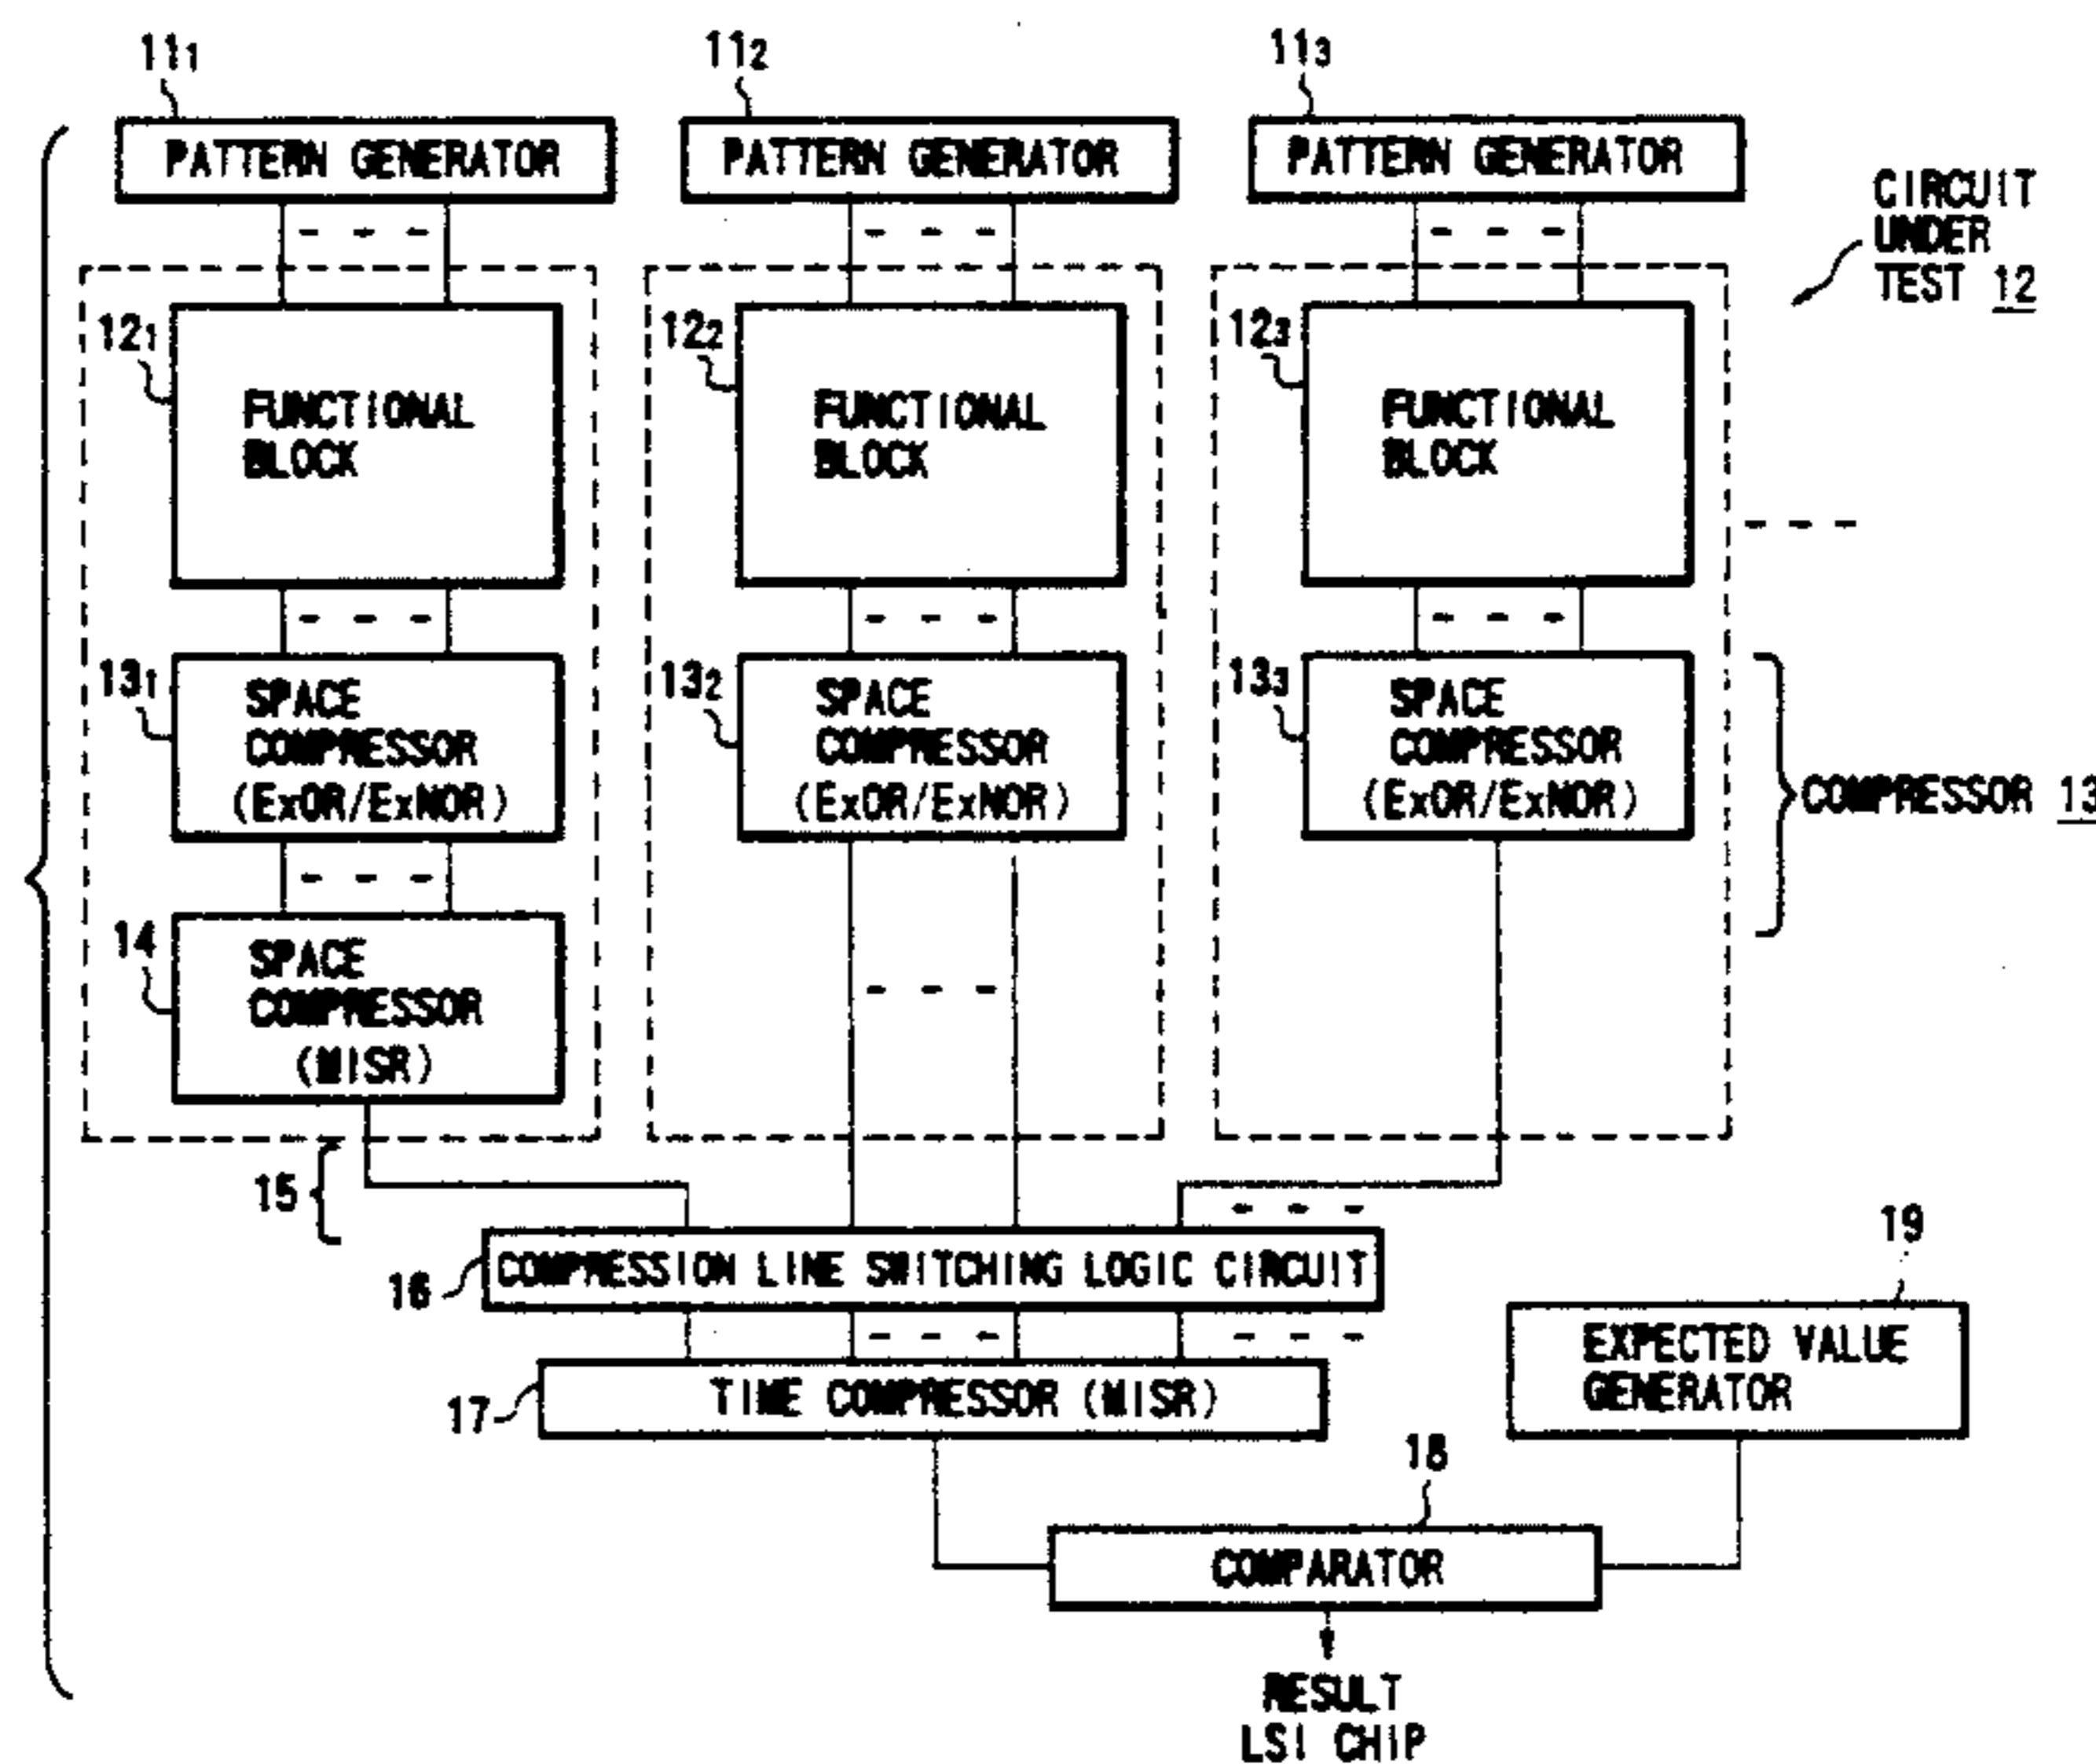 11₁
11₂
11₃
PATTERN GENERATOR
PATTERN GENERATOR
PATTERN GENERATOR
CIRCUIT
UNDER
TEST 12
12₁
12₂
12₃
FUNCTIONAL
BLOCK
FUNCTIONAL
BLOCK
FUNCTIONAL
BLOCK
13₁
SPACE
COMPRESSOR
(ExOR/ExNOR)
13₂
SPACE
COMPRESSOR
(ExOR/ExNOR)
13₃
SPACE
COMPRESSOR
(ExOR/ExNOR)
COMPRESSOR 13
14
SPACE
COMPRESSOR
(MISR)
15
16
COMPRESSION LINE SWITCHING LOGIC CIRCUIT
17
TIME COMPRESSOR (MISR)
19
EXPECTED VALUE
GENERATOR
18
COMPARATOR
RESULT
LSI CHIP